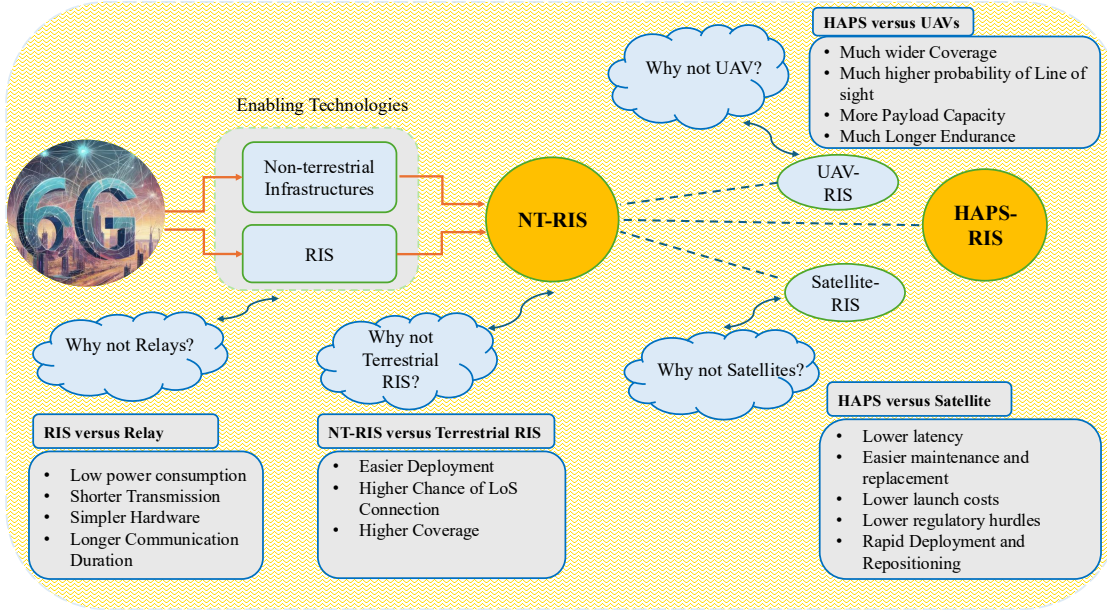 Enabling Technologies
6G
Non-terrestrial
Infrastructures
RIS
NT-RIS
Why not UAV?
HAPS versus UAVs
• Much wider Coverage
• Much higher probability of Line of
sight
• More Payload Capacity
• Much Longer Endurance
UAV-
RIS
HAPS-
RIS
Satellite-
RIS
Why not Relays?
Why not
Terrestrial
RIS?
Why not Satellites?
RIS versus Relay
• Low power consumption
• Shorter Transmission
• Simpler Hardware
• Longer Communication
Duration
NT-RIS versus Terrestrial RIS
• Easier Deployment
• Higher Chance of LoS
Connection
• Higher Coverage
HAPS versus Satellite
• Lower latency
• Easier maintenance and
replacement
• Lower launch costs
• Lower regulatory hurdles
• Rapid Deployment and
Repositioning